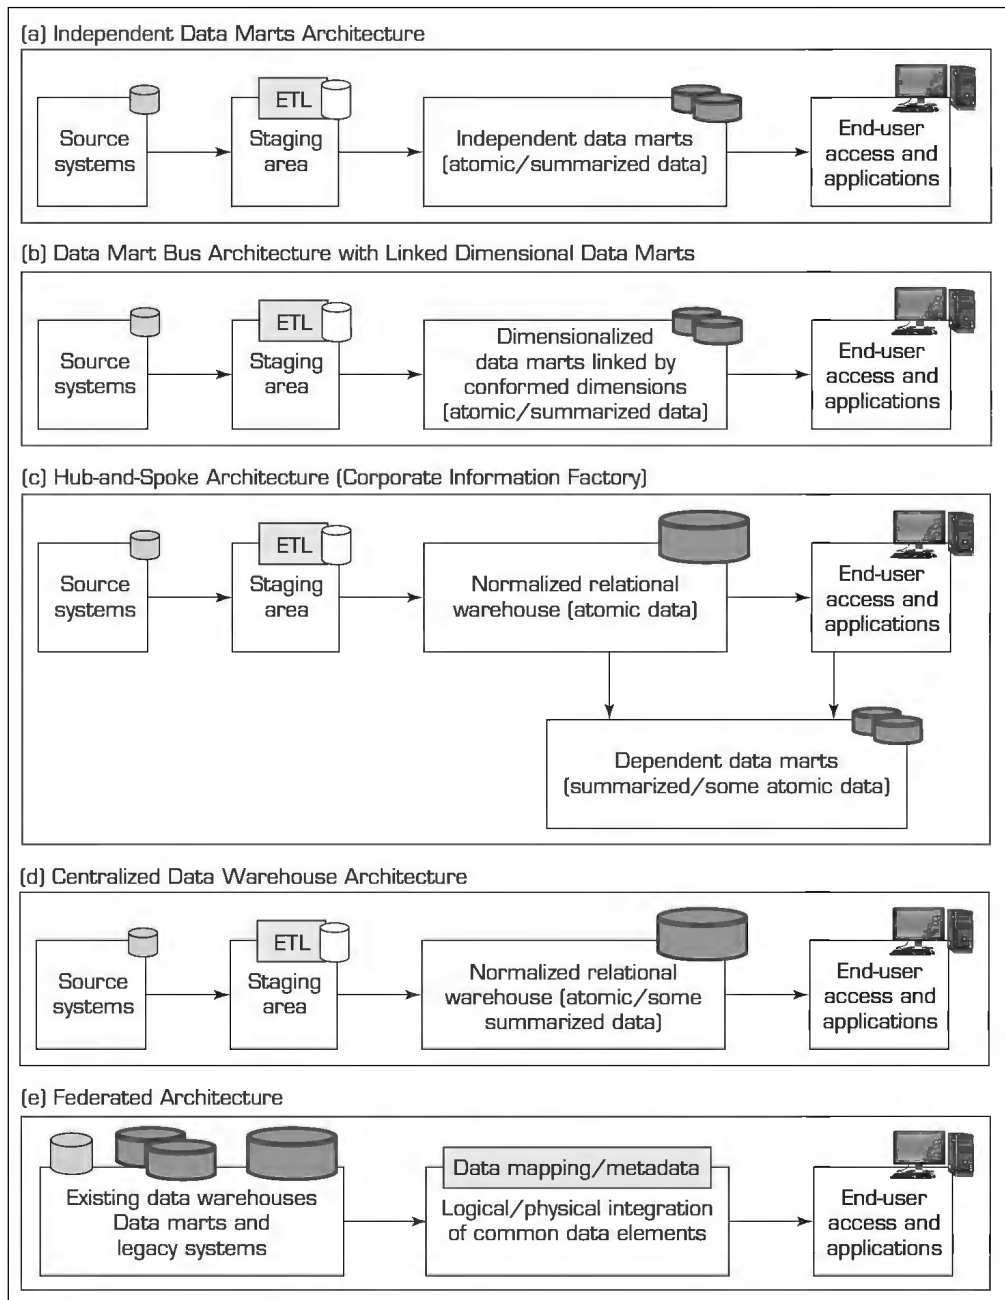 (a) Independent Data Marts Architecture
ETL
Source
systems
Staging
area
Independent data marts
(atomic/summarized data)
End-user
access and
applications
(b) Data Mart Bus Architecture with Linked Dimensional Data Marts
ETL
Source
systems
Staging
area
Dimensionalized
data marts linked by
conformed dimensions
(atomic/summarized data)
End-user
access and
applications
(c) Hub-and-Spoke Architecture (Corporate Information Factory)
ETL
Source
systems
Staging
area
Normalized relational
warehouse (atomic data)
End-user
access and
applications
Dependent data marts
(summarized/some atomic data)
(d) Centralized Data Warehouse Architecture
ETL
Source
systems
Staging
area
Normalized relational
warehouse (atomic/some
summarized data)
End-user
access and
applications
(e) Federated Architecture
Existing data warehouses
Data marts and
legacy systems
Data mapping/metadata
Logical/physical integration
of common data elements
End-user
access and
applications